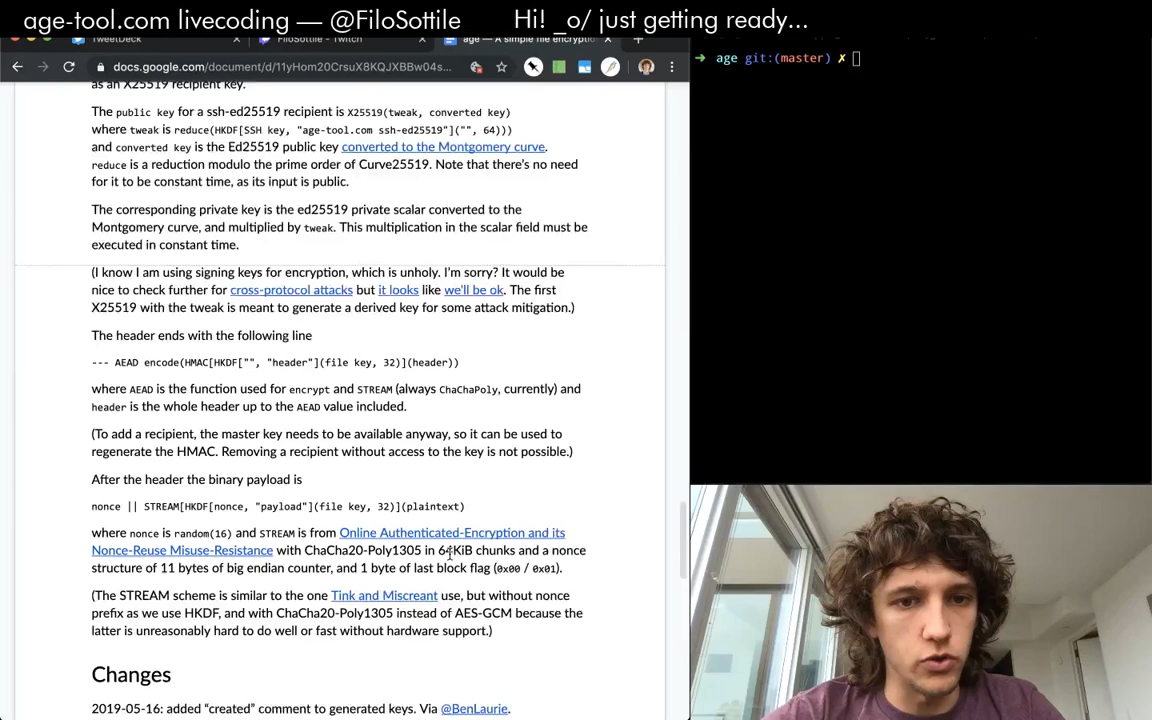 age-tool.com livecoding — @FiloSottile Hi! _o/ just getting ready...
TweetDeck × FiloSottile - Twitch × age — A simple file encryptic × +
docs.google.com/document/d/11yHom20CrsuX8KQJXBBw04s...
➜ age git:(master) ✗
as an X25519 recipient key.
The public key for a ssh-ed25519 recipient is X25519(tweak, converted key)
where tweak is reduce(HKDF[SSH key, "age-tool.com ssh-ed25519"]("", 64)))
and converted key is the Ed25519 public key converted to the Montgomery curve.
reduce is a reduction modulo the prime order of Curve25519. Note that there's no need
for it to be constant time, as its input is public.
The corresponding private key is the ed25519 private scalar converted to the
Montgomery curve, and multiplied by tweak. This multiplication in the scalar field must be
executed in constant time.
(I know I am using signing keys for encryption, which is unholy. I'm sorry? It would be
nice to check further for cross-protocol attacks but it looks like we'll be ok. The first
X25519 with the tweak is meant to generate a derived key for some attack mitigation.)
The header ends with the following line
--- AEAD encode(HMAC[HKDF["", "header"](file key, 32)](header))
where AEAD is the function used for encrypt and STREAM (always ChaChaPoly, currently) and
header is the whole header up to the AEAD value included.
(To add a recipient, the master key needs to be available anyway, so it can be used to
regenerate the HMAC. Removing a recipient without access to the key is not possible.)
After the header the binary payload is
nonce || STREAM[HKDF[nonce, "payload"](file key, 32)](plaintext)
where nonce is random(16) and STREAM is from Online Authenticated-Encryption and its
Nonce-Reuse Misuse-Resistance with ChaCha20-Poly1305 in 64KiB chunks and a nonce
structure of 11 bytes of big endian counter, and 1 byte of last block flag (0x00 / 0x01).
(The STREAM scheme is similar to the one Tink and Miscreant use, but without nonce
prefix as we use HKDF, and with ChaCha20-Poly1305 instead of AES-GCM because the
latter is unreasonably hard to do well or fast without hardware support.)
Changes
2019-05-16: added “created” comment to generated keys. Via @BenLaurie.